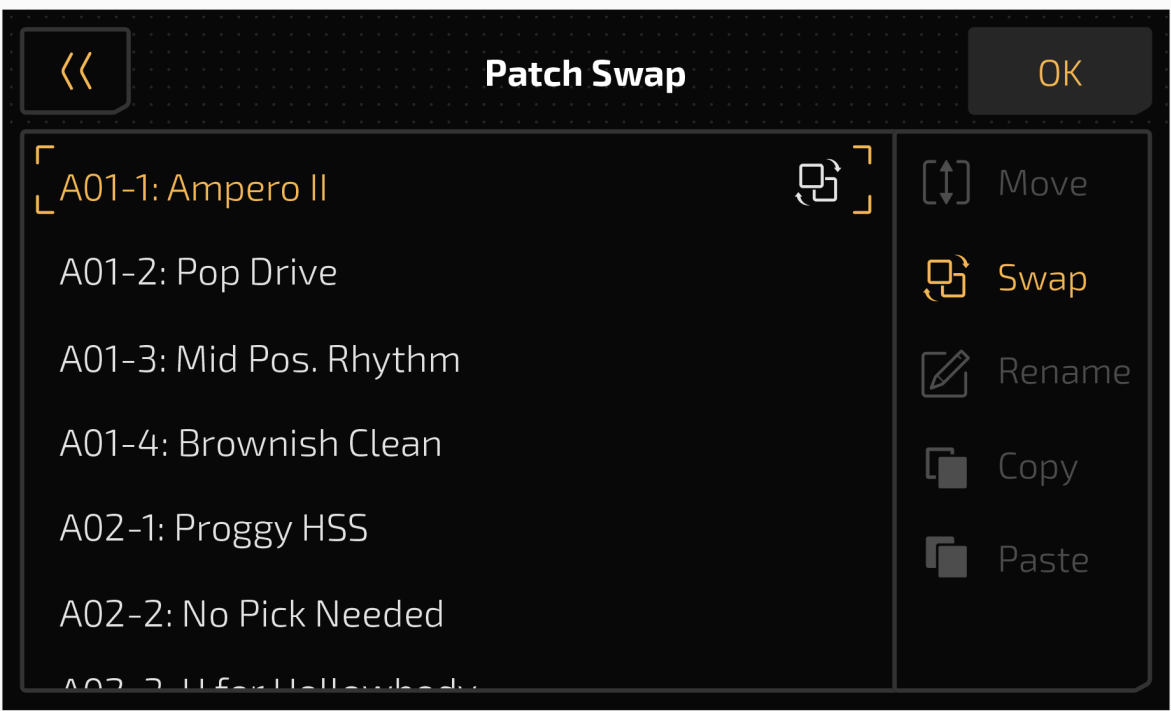 Patch Swap
OK
A01-1: Ampero II
A01-2: Pop Drive
A01-3: Mid Pos. Rhythm
A01-4: Brownish Clean
A02-1: Proggy HSS
A02-2: No Pick Needed
Move
Swap
Rename
Copy
Paste